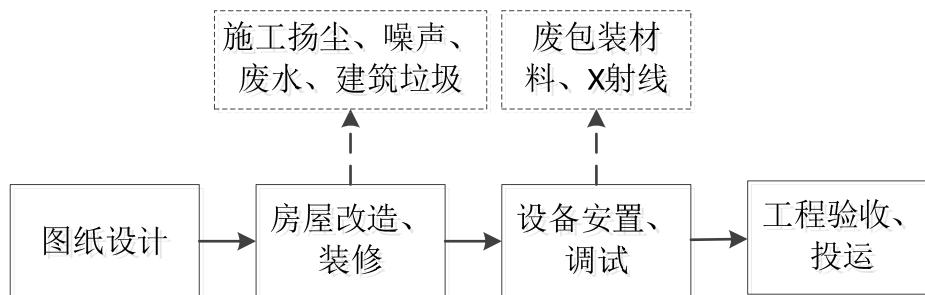 施工扬尘、噪声、
废水、建筑垃圾
废包装材
料、X射线
图纸设计
房屋改造、
装修
设备安置、
调试
工程验收、
投运